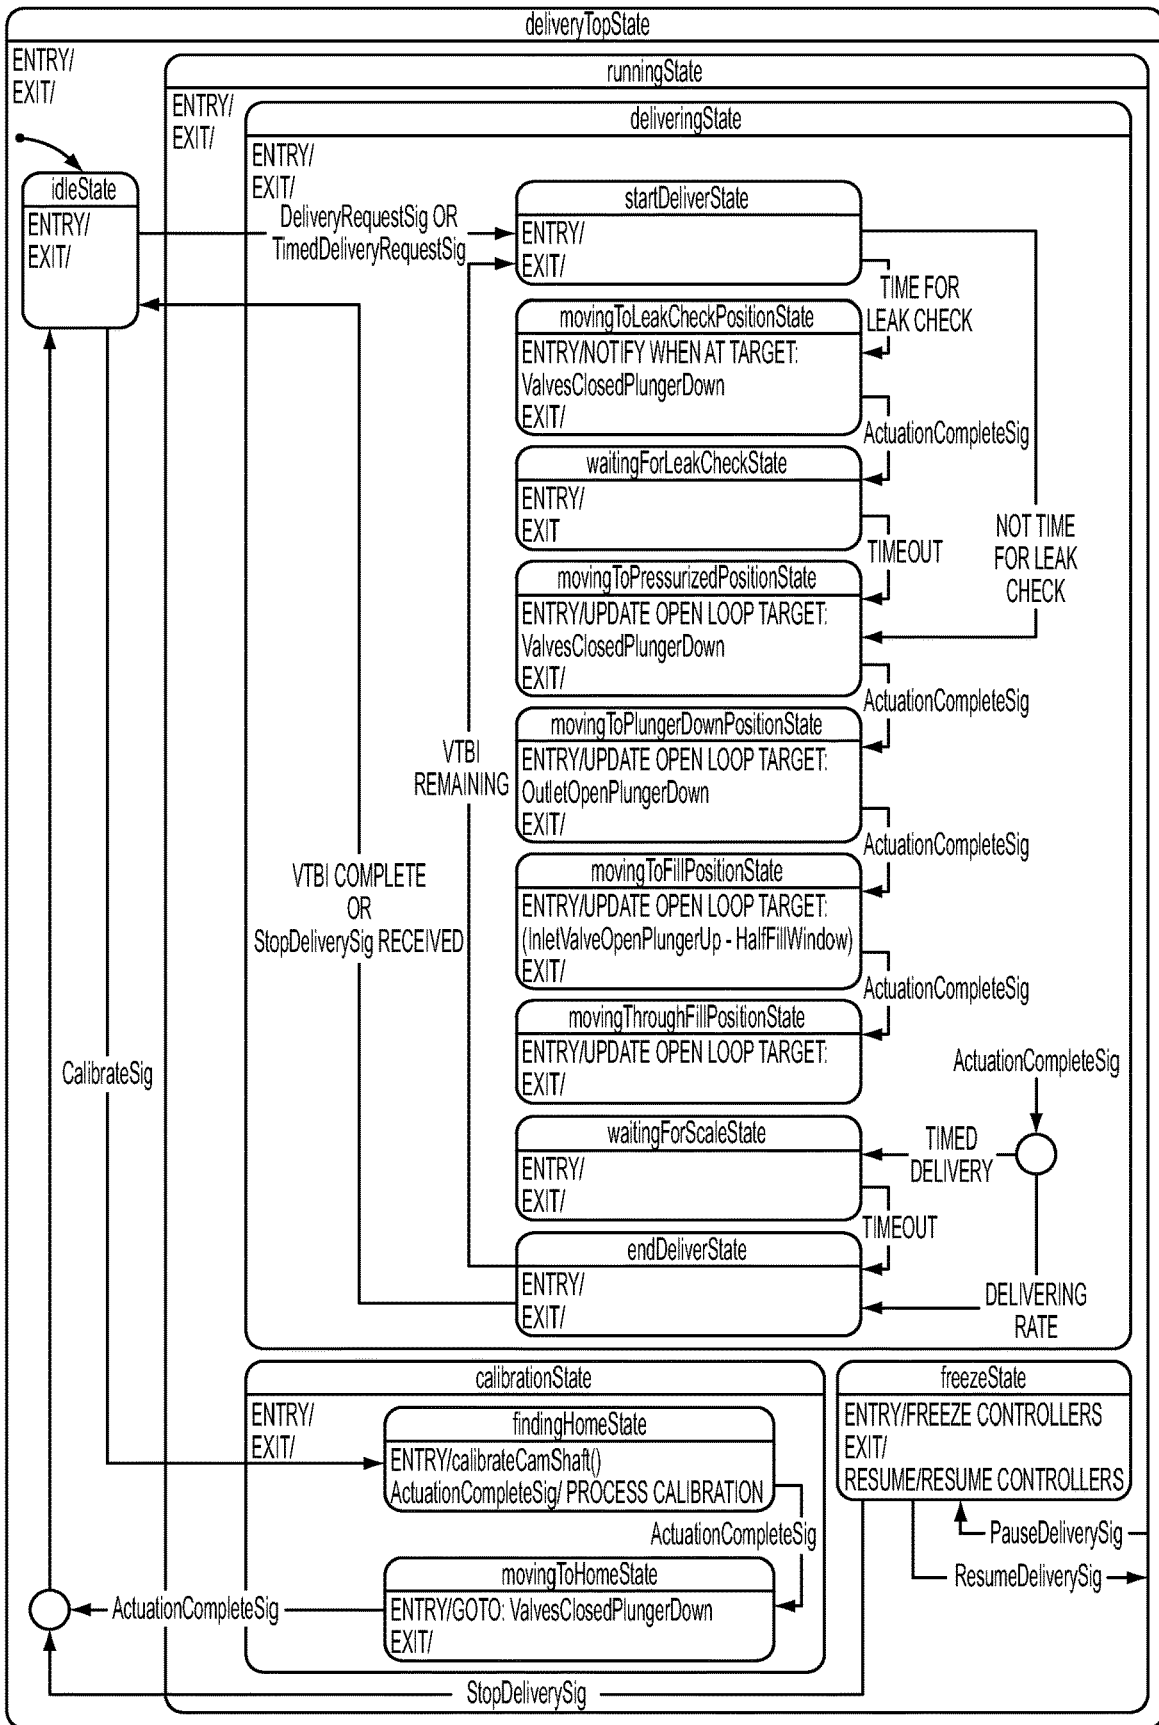 deliveryTopState
ENTRY/
EXIT/
runningState
ENTRY/
EXIT/
deliveringState
ENTRY/
EXIT/
idleState
ENTRY/
EXIT/
DeliveryRequestSig OR
TimedDeliveryRequestSig
startDeliverState
ENTRY/
EXIT/
TIME FOR
LEAK CHECK
movingToLeakCheckPositionState
ENTRY/NOTIFY WHEN AT TARGET:
ValvesClosedPlungerDown
EXIT/
ActuationCompleteSig
waitingForLeakCheckState
ENTRY/
EXIT
TIMEOUT
NOT TIME
FOR LEAK
CHECK
movingToPressurizedPositionState
ENTRY/UPDATE OPEN LOOP TARGET:
ValvesClosedPlungerDown
EXIT/
ActuationCompleteSig
movingToPlungerDownPositionState
ENTRY/UPDATE OPEN LOOP TARGET:
OutletOpenPlungerDown
EXIT/
VTBI
REMAINING
ActuationCompleteSig
movingToFillPositionState
ENTRY/UPDATE OPEN LOOP TARGET:
(InletValveOpenPlungerUp - HalfFillWindow)
EXIT/
VTBI COMPLETE
OR
StopDeliverySig RECEIVED
ActuationCompleteSig
movingThroughFillPositionState
ENTRY/UPDATE OPEN LOOP TARGET:
EXIT/
CalibrateSig
ActuationCompleteSig
waitingForScaleState
ENTRY/
EXIT/
TIMED
DELIVERY
TIMEOUT
endDeliverState
ENTRY/
EXIT/
DELIVERING
RATE
calibrationState
ENTRY/
EXIT/
findingHomeState
ENTRY/calibrateCamShaft()
ActuationCompleteSig/ PROCESS CALIBRATION
ActuationCompleteSig
movingToHomeState
ENTRY/GOTO: ValvesClosedPlungerDown
EXIT/
ActuationCompleteSig
freezeState
ENTRY/FREEZE CONTROLLERS
EXIT/
RESUME/RESUME CONTROLLERS
PauseDeliverySig
ResumeDeliverySig
StopDeliverySig